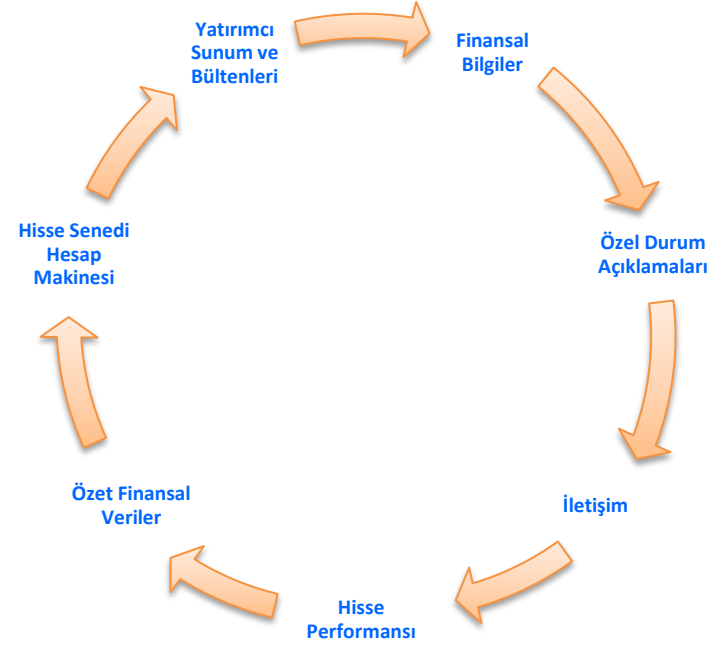 Yatırımcı
Sunum ve
Bültenleri
Finansal
Bilgiler
Özel Durum
Açıklamaları
İletişim
Hisse
Performansı
Özet Finansal
Veriler
Hisse Senedi
Hesap
Makinesi